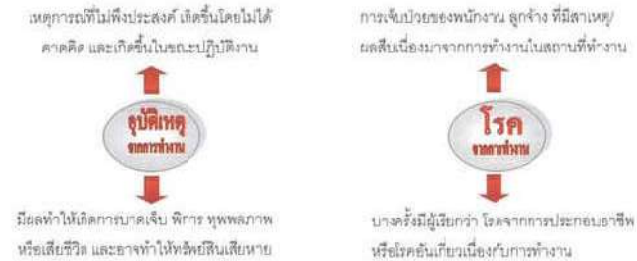 เหตุการณ์ที่ไม่พึงประสงค์ เกิดขึ้นโดยไม่ได้
คาดคิด และเกิดขึ้นในขณะปฏิบัติงาน
อุบัติเหตุ
จากการทำงาน
มีผลทำให้เกิดการบาดเจ็บ พิการ ทุพพลภาพ
หรือเสียชีวิต และอาจทำให้ทรัพย์สินเสียหาย
การเจ็บป่วยของพนักงาน ลูกจ้าง ที่มีสาเหตุ/
ผลสืบเนื่องมาจากการทำงานในสถานที่ทำงาน
โรค
จากการทำงาน
บางครั้งมีผู้เรียกว่า โรคจากการประกอบอาชีพ
หรือโรคอันเกี่ยวเนื่องกับการทำงาน